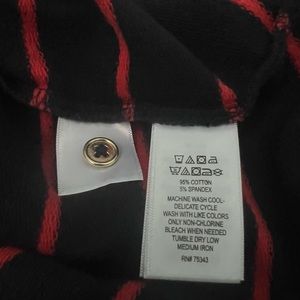 95% COTTON
5% SPANDEX
MACHINE WASH COOL-
DELICATE CYCLE
WASH WITH LIKE COLORS
ONLY NON-CHLORINE
BLEACH WHEN NEEDED
TUMBLE DRY LOW
MEDIUM IRON
RN# 75343